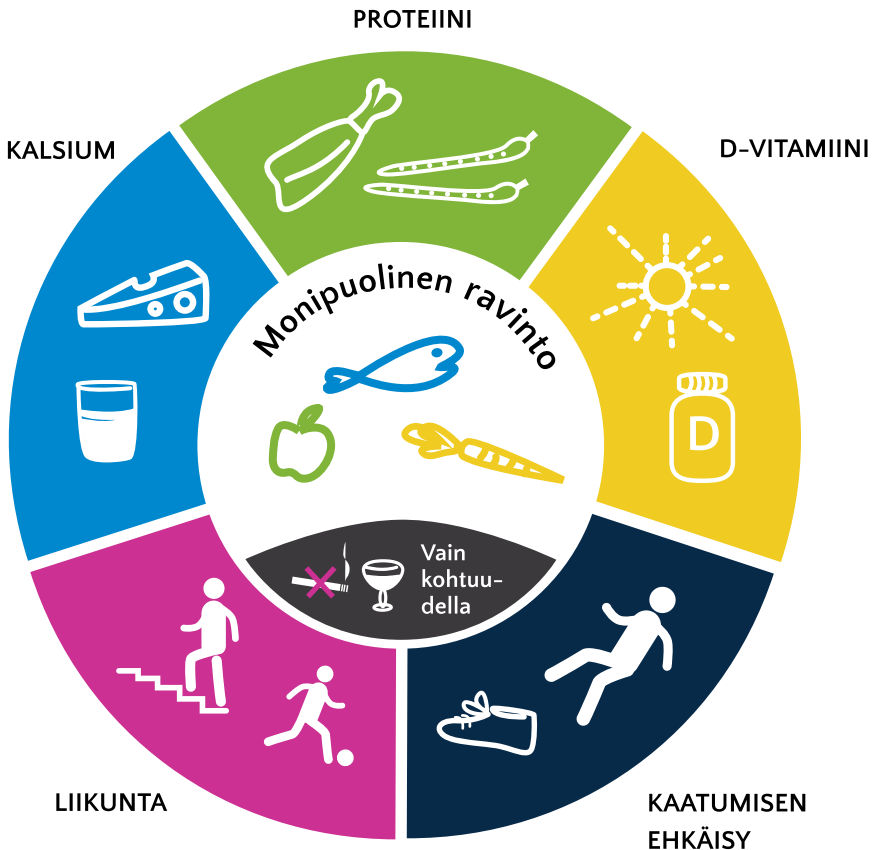 PROTEIINI
KALSIUM
D-VITAMIINI
Monipuolinen ravinto
D
Vain
kohtuu-
della
LIIKUNTA
KAATUMISEN
EHKÄISY